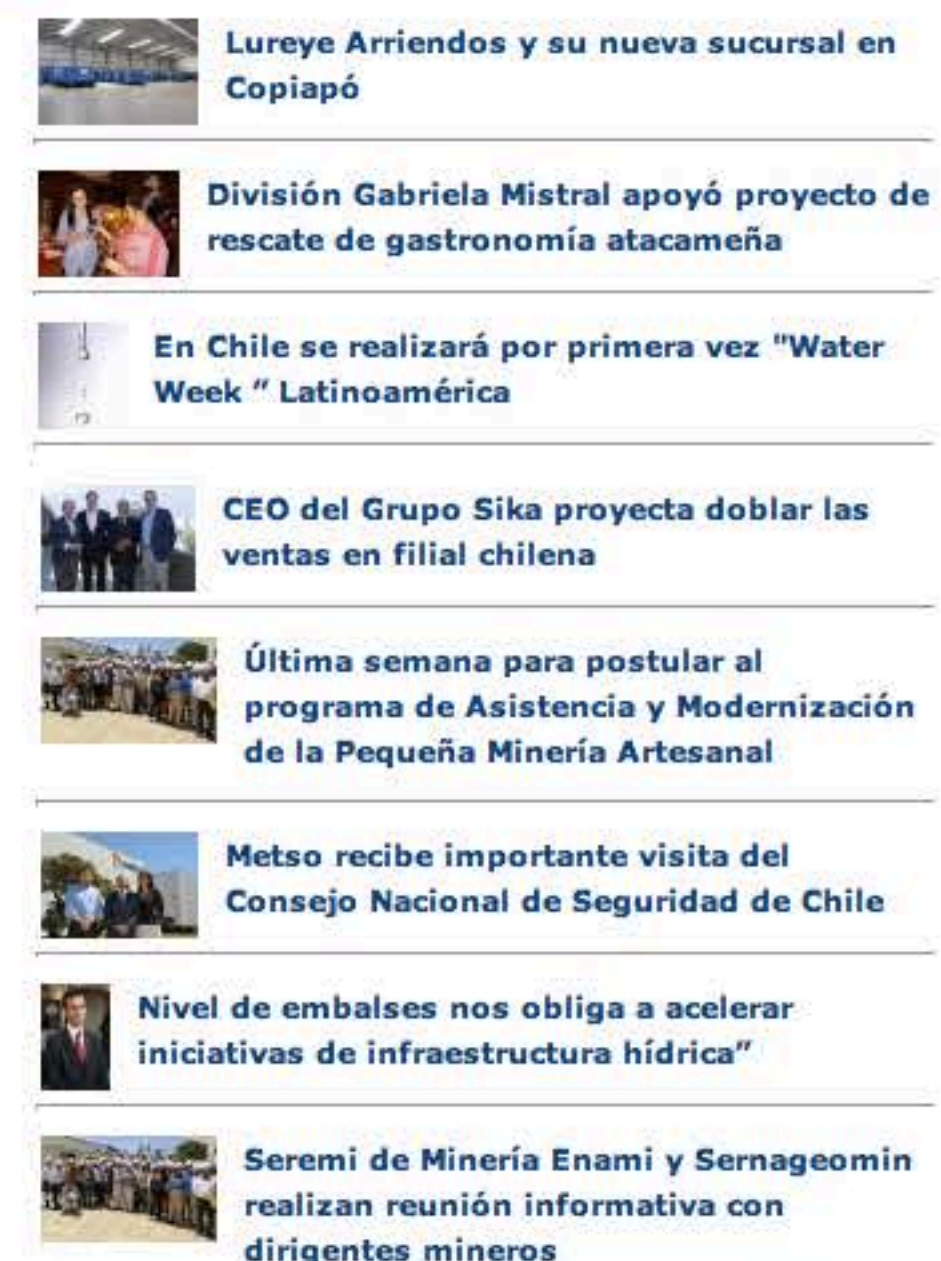 Lureye Arriendos y su nueva sucursal en
Copiapó
División Gabriela Mistral apoyó proyecto de
rescate de gastronomía atacameña
En Chile se realizará por primera vez "Water
Week ” Latinoamérica
CEO del Grupo Sika proyecta doblar las
ventas en filial chilena
Última semana para postular al
programa de Asistencia y Modernización
de la Pequeña Minería Artesanal
Metso recibe importante visita del
Consejo Nacional de Seguridad de Chile
Nivel de embalses nos obliga a acelerar
iniciativas de infraestructura hídrica”
Seremi de Minería Enami y Sernageomin
realizan reunión informativa con
dirigentes mineros